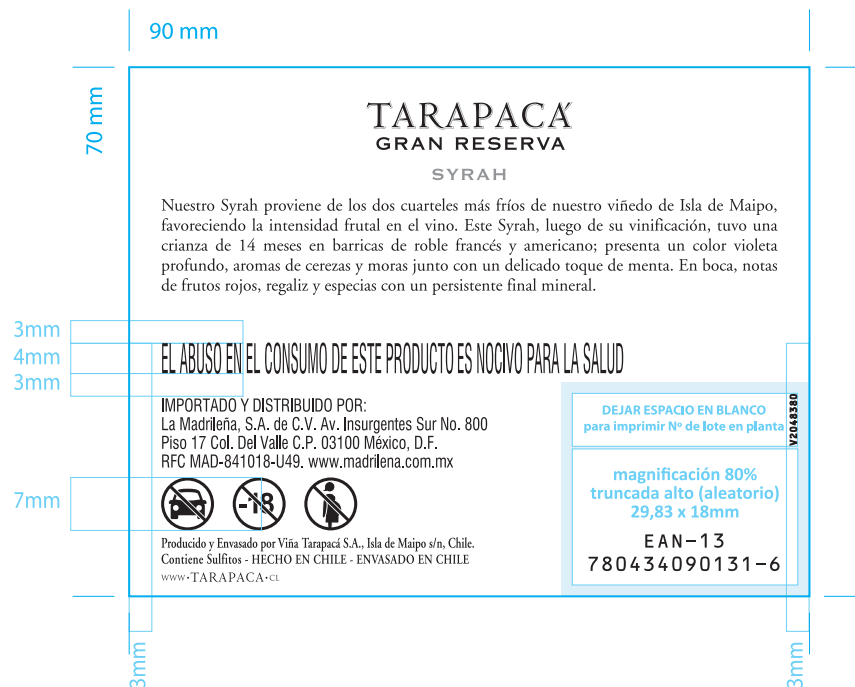 90 mm
70 mm
TARAPACÁ
GRAN RESERVA
SYRAH
Nuestro Syrah proviene de los dos cuarteles más fríos de nuestro viñedo de Isla de Maipo,
favoreciendo la intensidad frutal en el vino. Este Syrah, luego de su vinificación, tuvo una
crianza de 14 meses en barricas de roble francés y americano; presenta un color violeta
profundo, aromas de cerezas y moras junto con un delicado toque de menta. En boca, notas
de frutos rojos, regaliz y especias con un persistente final mineral.
3mm
4mm
3mm
EL ABUSO EN EL CONSUMO DE ESTE PRODUCTO ES NOCIVO PARA LA SALUD
IMPORTADO Y DISTRIBUIDO POR:
La Madrileña, S.A. de C.V. Av. Insurgentes Sur No. 800
Piso 17 Col. Del Valle C.P. 03100 México, D.F.
RFC MAD-841018-U49. www.madrilena.com.mx
DEJAR ESPACIO EN BLANCO
para imprimir Nº de lote en planta
V2048380
7mm
-18
magnificación 80%
truncada alto (aleatorio)
29,83 x 18mm
EAN-13
780434090131-6
Producido y Envasado por Viña Tarapacá S.A., Isla de Maipo s/n, Chile.
Contiene Sulfitos - HECHO EN CHILE - ENVASADO EN CHILE
WWW•TARAPACA•CL
3mm
3mm